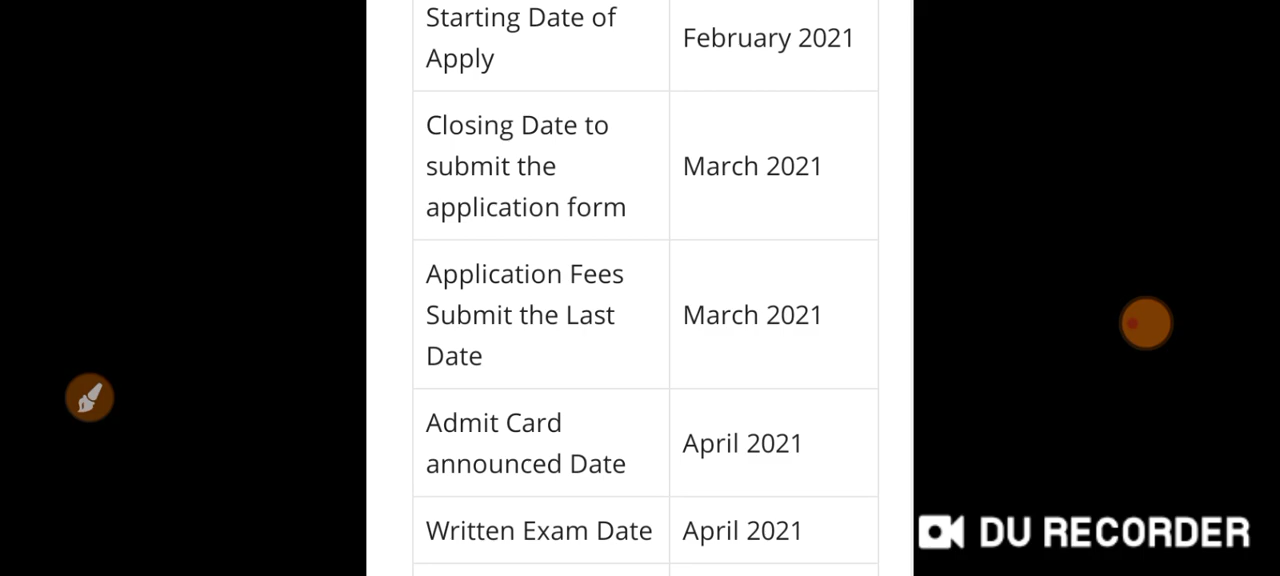 Starting Date of
Apply
February 2021
Closing Date to
submit the
application form
March 2021
Application Fees
Submit the Last
Date
March 2021
Admit Card
announced Date
April 2021
Written Exam Date
April 2021
DU RECORDER